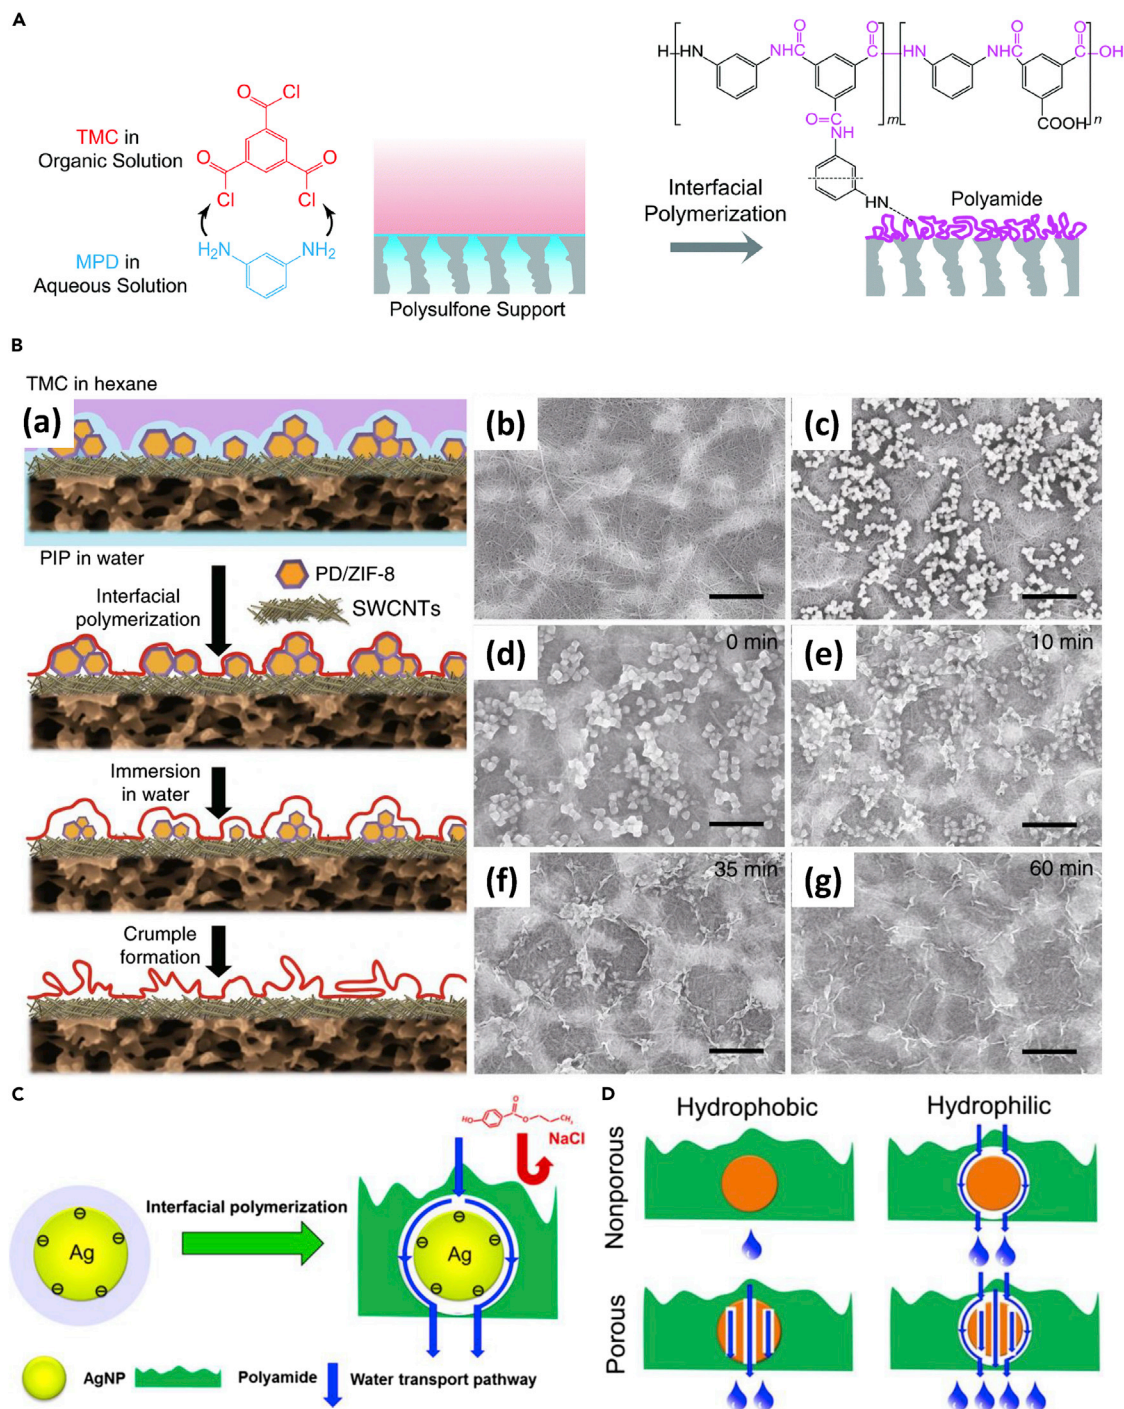 A
TMC in
Organic Solution
O
Cl
O
O
Cl
Cl
H2N
NH2
MPD in
Aqueous Solution
Polysulfone Support
Interfacial
Polymerization
H
HN
NHC
O
O
C
m
HN
NHC
O
O
C
OH
n
COOH
O=C
NH
HN
Polyamide
B
TMC in hexane
(a)
PIP in water
Interfacial
polymerization
PD/ZIF-8
SWCNTs
Immersion
in water
Crumple
formation
(b)
(c)
(d)
0 min
(e)
10 min
(f)
35 min
(g)
60 min
C
Ag
Interfacial polymerization
HO
O
O
CH3
NaCl
Ag
AgNP
Polyamide
Water transport pathway
D
Hydrophobic
Hydrophilic
Nonporous
Porous